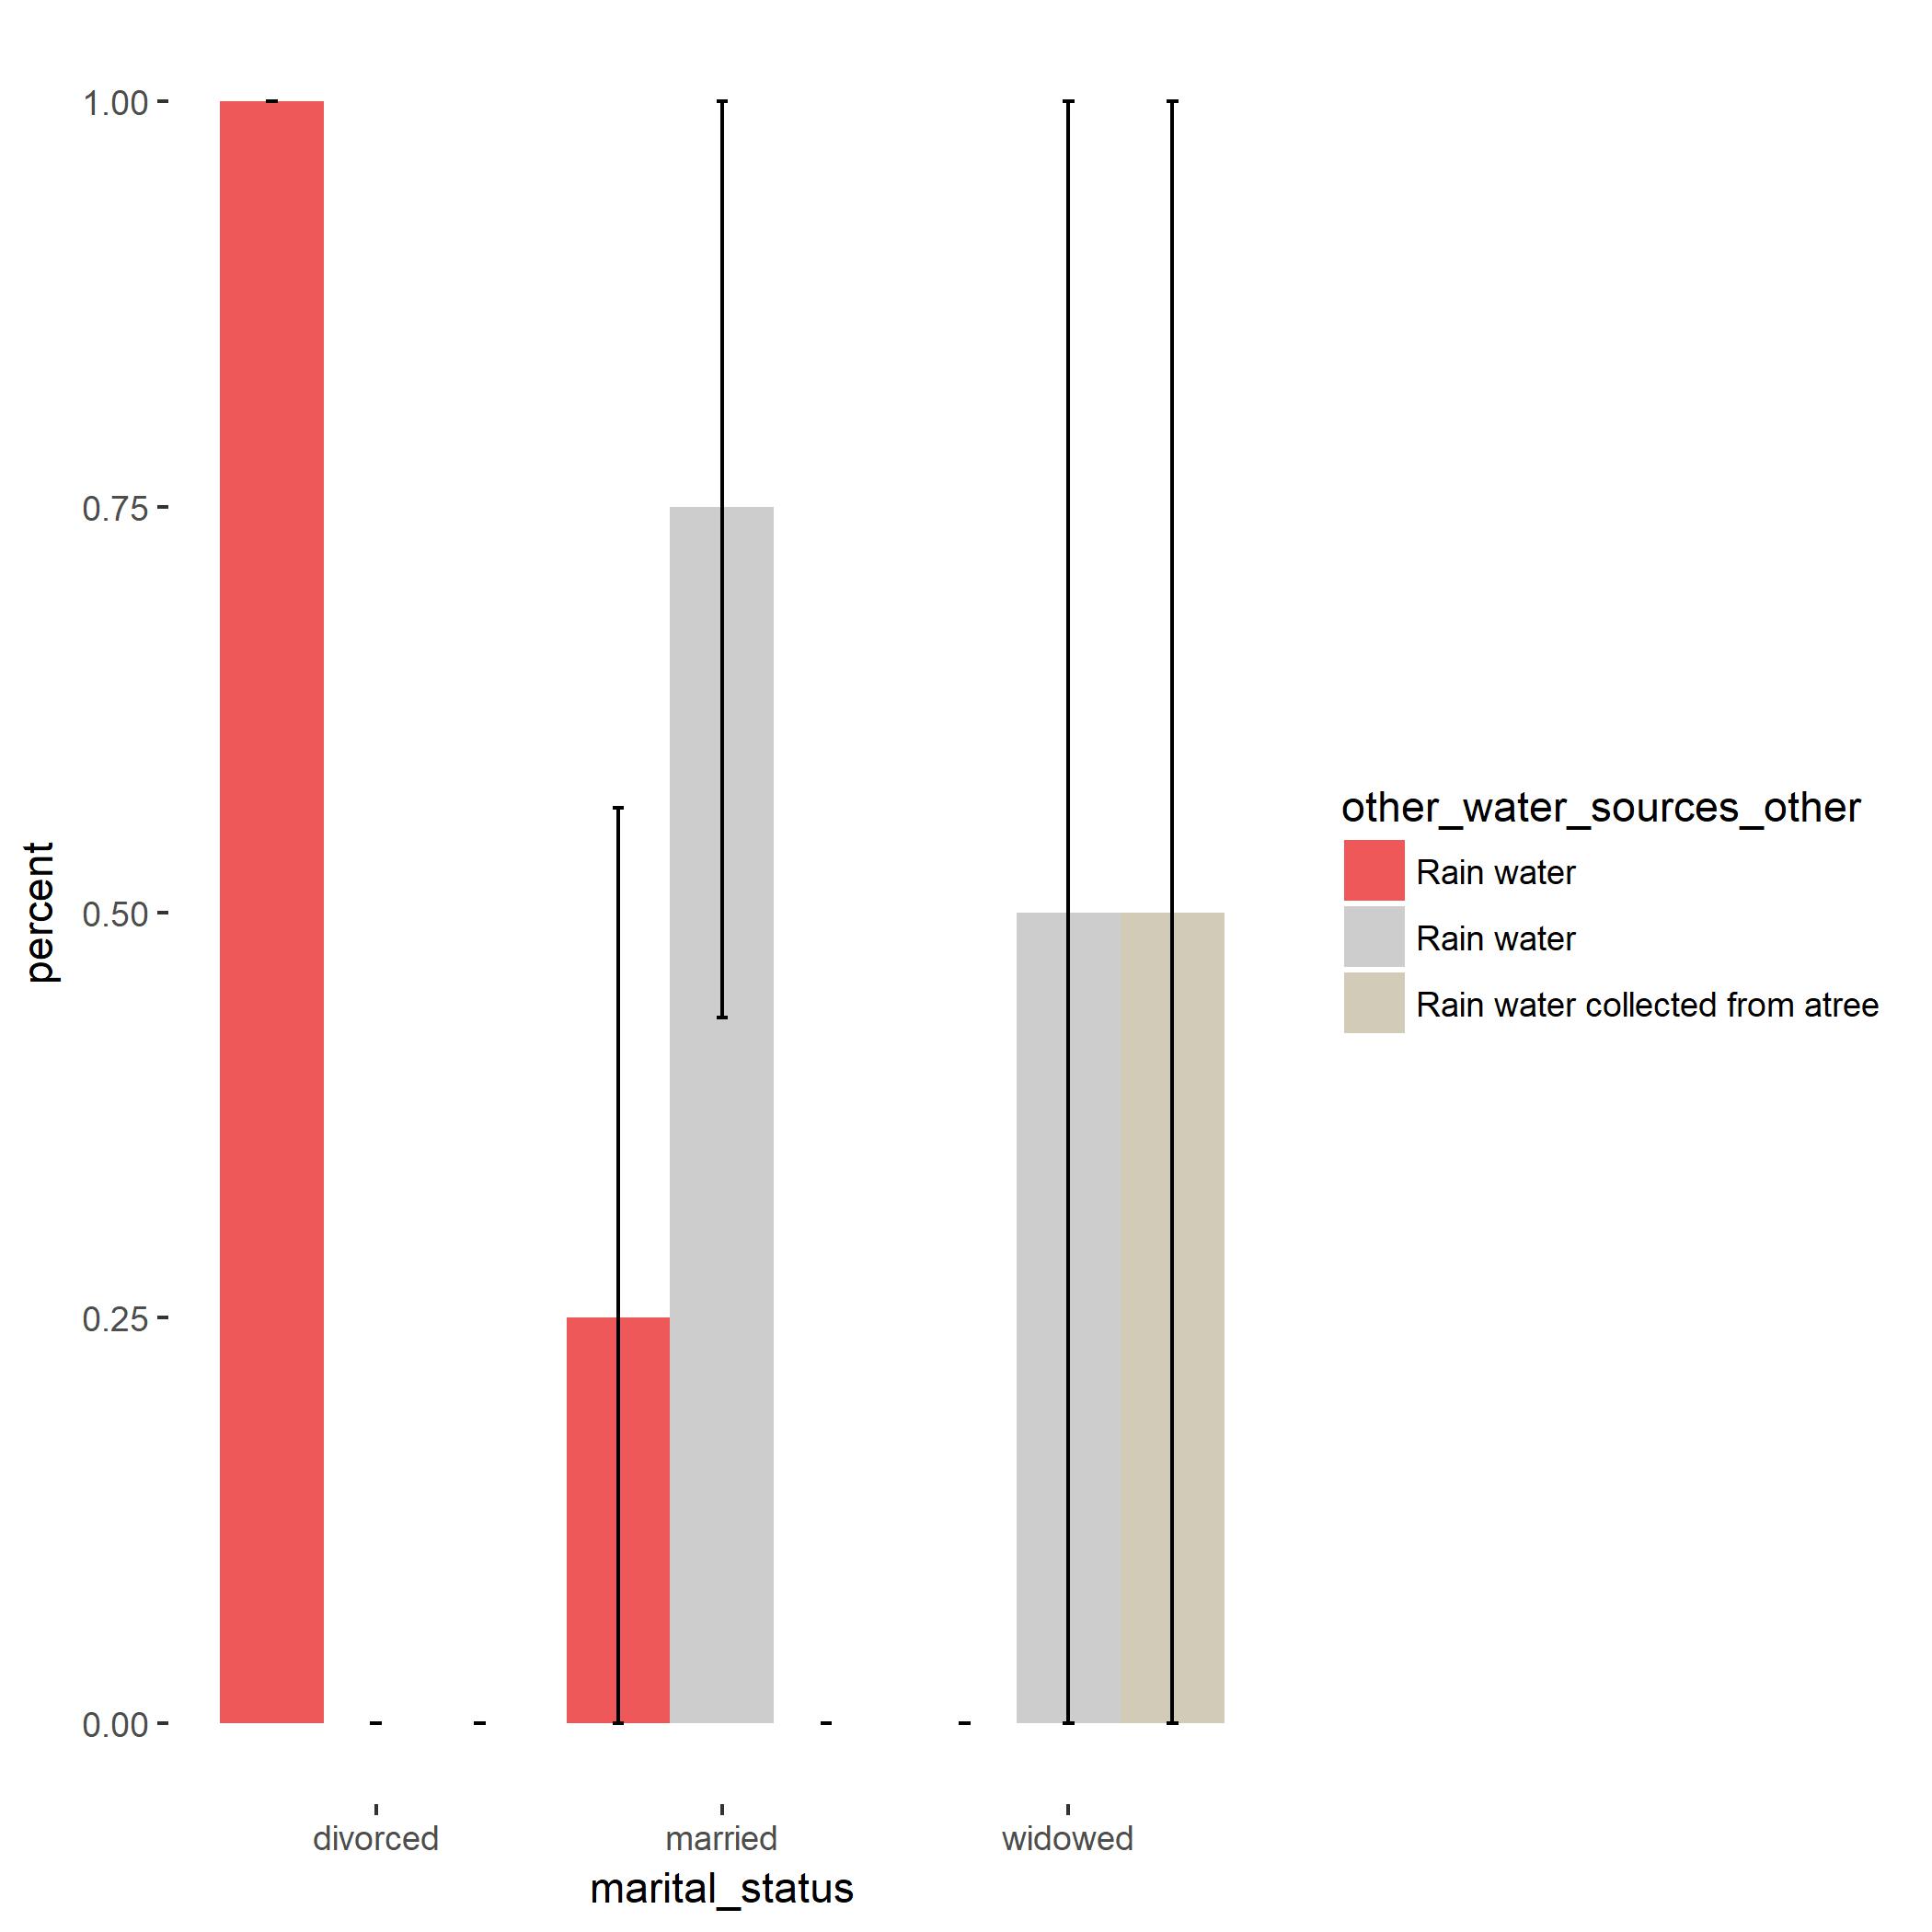 1.00
0.75
0.50
0.25
0.00
percent
divorced
married
widowed
marital_status
other_water_sources_other
Rain water
Rain water
Rain water collected from atree